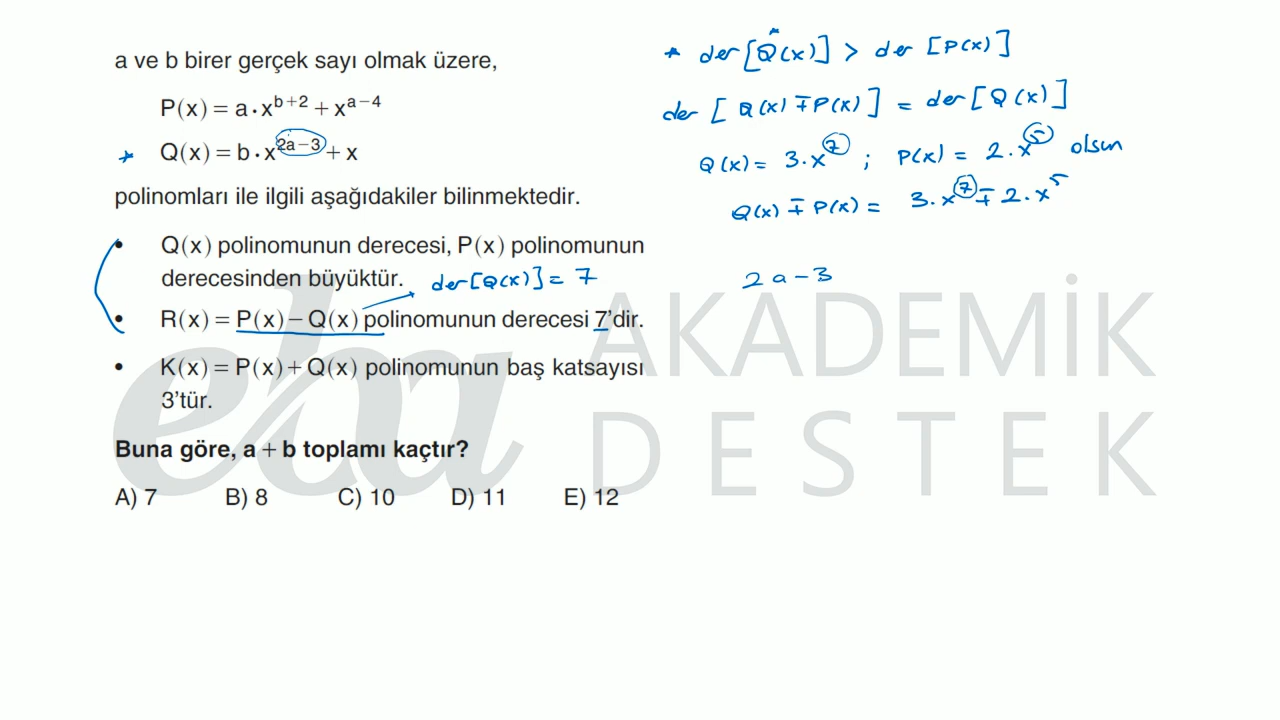 a ve b birer gerçek sayı olmak üzere,
P(x) = a · x^{b+2} + x^{a−4}
* Q(x) = b · x^{2a−3} + x
polinomları ile ilgili aşağıdakiler bilinmektedir.
• Q(x) polinomunun derecesi, P(x) polinomunun
derecesinden büyüktür.
der[Q(x)] = 7
• R(x) = P(x) − Q(x) polinomunun derecesi 7'dir.
• K(x) = P(x) + Q(x) polinomunun baş katsayısı
3'tür.
Buna göre, a + b toplamı kaçtır?
A) 7 B) 8 C) 10 D) 11 E) 12
* der[Q(x)] > der [P(x)]
der [Q(x) ∓ P(x)] = der [Q(x)]
Q(x) = 3.x^7 ; P(x) = 2.x^5 olsun
Q(x) ∓ P(x) = 3.x^7 ∓ 2.x^5
2a−3
eba AKADEMİK
DESTEK